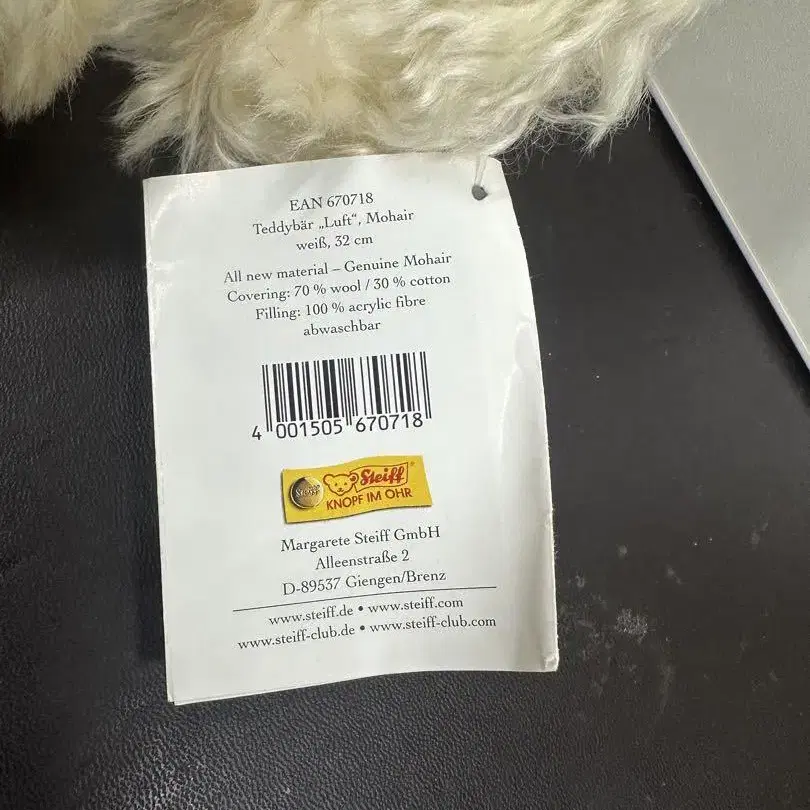 EAN 670718
Teddybär „Luft“, Mohair
weiß, 32 cm
All new material – Genuine Mohair
Covering: 70 % wool / 30 % cotton
Filling: 100 % acrylic fibre
abwaschbar
4 001505 670718
Steiff
Steiff®
KNOPF IM OHR
Margarete Steiff GmbH
Alleenstraße 2
D-89537 Giengen/Brenz
www.steiff.de • www.steiff.com
www.steiff-club.de • www.steiff-club.com